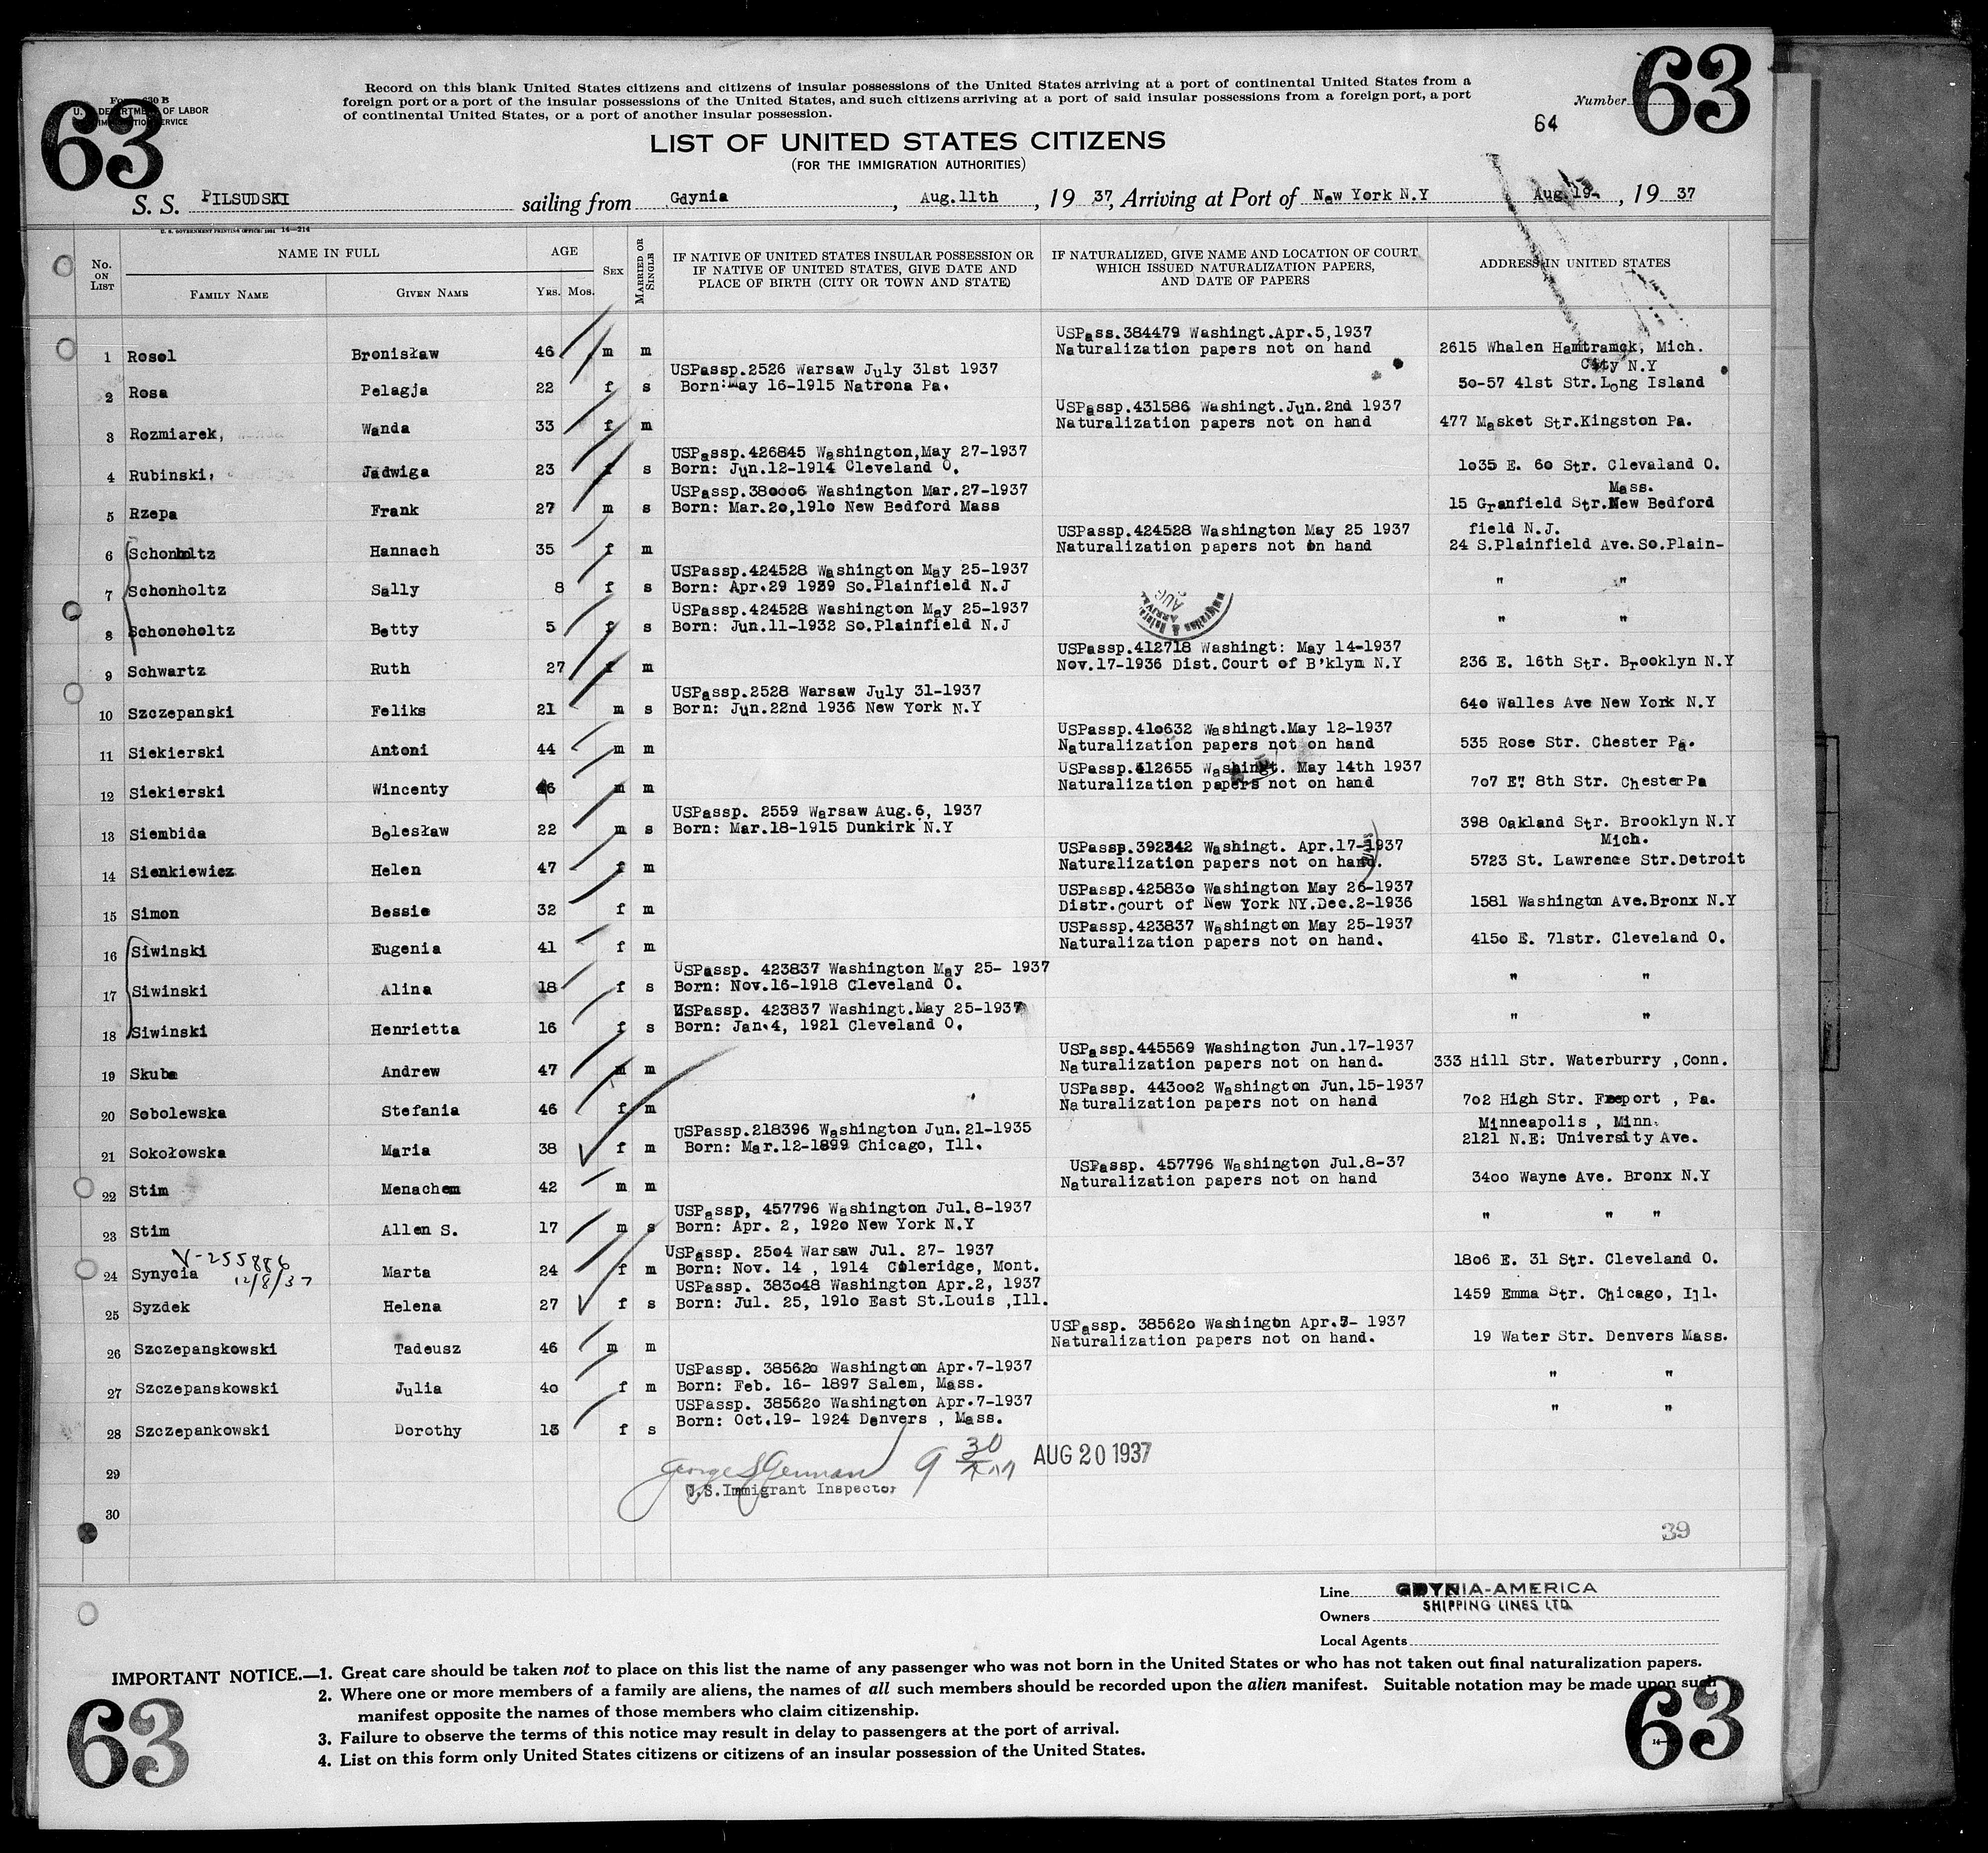 63
63
Form 630 B
U. S. DEPARTMENT OF LABOR
IMMIGRATION SERVICE
Record on this blank United States citizens and citizens of insular possessions of the United States arriving at a port of continental United States from a
foreign port or a port of the insular possessions of the United States, and such citizens arriving at a port of said insular possessions from a foreign port, a port
of continental United States, or a port of another insular possession.
Number
64
LIST OF UNITED STATES CITIZENS
(FOR THE IMMIGRATION AUTHORITIES)
S. S. PILSUDSKI sailing from Gdynia, Aug.11th, 19 37, Arriving at Port of New York N.Y Aug.19, 19 37
U. S. GOVERNMENT PRINTING OFFICE: 1931 14—214
No. ON LIST
NAME IN FULL
FAMILY NAME GIVEN NAME
AGE
YRS. MOS.
SEX
MARRIED OR SINGLE
IF NATIVE OF UNITED STATES INSULAR POSSESSION OR
IF NATIVE OF UNITED STATES, GIVE DATE AND
PLACE OF BIRTH (CITY OR TOWN AND STATE)
IF NATURALIZED, GIVE NAME AND LOCATION OF COURT
WHICH ISSUED NATURALIZATION PAPERS,
AND DATE OF PAPERS
ADDRESS IN UNITED STATES
USPass.384479 Washingt.Apr.5,1937
1 Rosol Bronisław 46 m m Naturalization papers not on hand 2615 Whalen Hamtramck, Mich.
USPassp.2526 Warsaw July 31st 1937 City N.Y
2 Rosa Pelagja 22 f s Born:May 16-1915 Natrona Pa. 50-57 41st Str.Long Island
USPassp.431586 Washingt.Jun.2nd 1937
3 Rozmiarek, Wanda 33 f m Naturalization papers not on hand 477 Masket Str.Kingston Pa.
USPassp.426845 Washington,May 27-1937
4 Rubinski, Jadwiga 23 f s Born: Jun.12-1914 Cleveland O. 1035 E. 60 Str. Clevaland O.
USPassp.380006 Washington Mar.27-1937 Mass.
5 Rzepa Frank 27 m s Born: Mar.20,1910 New Bedford Mass 15 Granfield Str.New Bedford
USPassp.424528 Washington May 25 1937 field N.J.
6 Schonholtz Hannach 35 f m Naturalization papers not on hand 24 S.Plainfield Ave.So.Plain-
USPassp.424528 Washington May 25-1937
7 Schonholtz Sally 8 f s Born: Apr.29 1929 So.Plainfield N.J " "
USPassp.424528 Washington May 25-1937
8 Schonoholtz Betty 5 f s Born: Jun.11-1932 So.Plainfield N.J " "
AUG
USPassp.412718 Washingt: May 14-1937
9 Schwartz Ruth 27 f m Nov.17-1936 Dist.Court of B'klym N.Y 236 E. 16th Str. Brooklyn N.Y
USPassp.2528 Warsaw July 31-1937
10 Szczepanski Feliks 21 m s Born: Jun.22nd 1936 New York N.Y 640 Walles Ave New York N.Y
USPassp.410632 Washingt.May 12-1937
11 Siekierski Antoni 44 m m Naturalization papers not on hand 535 Rose Str. Chester Pa.
USPassp.412655 Washingt. May 14th 1937
12 Siekierski Wincenty 46 m m Naturalization papers not on hand 707 E" 8th Str. Chester Pa
USPassp. 2559 Warsaw Aug.6, 1937
13 Siembida Bolesław 22 m s Born: Mar.18-1915 Dunkirk N.Y 398 Oakland Str. Brooklyn N.Y
USPassp.392342 Washingt. Apr.17-1937 Mich.
14 Sienkiewicz Helen 47 f m Naturalization papers not on hand. 5723 St. Lawrence Str.Detroit
USPassp.425830 Washington May 26-1937
15 Simon Bessie 32 f m Distr.court of New York NY.Dec.2-1936 1581 Washingtn Ave.Bronx N.Y
USPassp.423837 Washington May 25-1937
16 Siwinski Eugenia 41 f m Naturalization papers not on hand. 4150 E. 71str. Cleveland O.
USPassp. 423837 Washington May 25- 1937
17 Siwinski Alina 18 f s Born: Nov.16-1918 Cleveland O. " "
USPassp. 423837 Washingt.May 25-1937
18 Siwinski Henrietta 16 f s Born: Jan.4, 1921 Cleveland O. " "
USPassp.445569 Washington Jun.17-1937
19 Skuba Andrew 47 m m Naturalization papers not on hand. 333 Hill Str. Waterburry ,Conn.
USPassp. 443002 Washington Jun.15-1937
20 Sobolewska Stefania 46 f m Naturalization papers not on hand 702 High Str. Freeport , Pa.
USPassp.218396 Washington Jun.21-1935 Minneapolis , Minn.
21 Sokołowska Maria 38 f m Born: Mar.12-1899 Chicago, Ill. 2121 N.E: University Ave.
USPassp. 457796 Washington Jul.8-37
22 Stim Menachem 42 m m Naturalization papers not on hand 3400 Wayne Ave. Bronx N.Y
USPassp, 457796 Washington Jul.8-1937
23 Stim Allen S. 17 m s Born: Apr. 2, 1920 New York N.Y " " "
V-255886
USPassp. 2504 Warsaw Jul. 27- 1937
24 Synycia 12/8/37 Marta 24 f m Born: Nov. 14 , 1914 Coleridge, Mont. 1806 E. 31 Str. Cleveland O.
USPassp. 383048 Washington Apr.2, 1937
25 Syzdek Helena 27 f s Born: Jul. 25, 1910 East St.Louis ,Ill. 1459 Emma Str. Chicago, Ill.
USPassp. 385620 Washington Apr.7- 1937
26 Szczepanskowski Tadeusz 46 m m Naturalization papers not on hand. 19 Water Str. Denvers Mass.
USPassp. 385620 Washington Apr.7-1937
27 Szczepanskowski Julia 40 f m Born: Feb. 16- 1897 Salem, Mass. " "
USPassp. 385620 Washington Apr.7-1937
28 Szczepankowski Dorothy 13 f s Born: Oct.19- 1924 Denvers , Mass. " "
29
9 30 AM AUG 20 1937
U.S.Immigrant Inspector
30
39
Line GDYNIA-AMERICA
SHIPPING LINES LTD.
Owners
Local Agents
IMPORTANT NOTICE.—1. Great care should be taken not to place on this list the name of any passenger who was not born in the United States or who has not taken out final naturalization papers.
2. Where one or more members of a family are aliens, the names of all such members should be recorded upon the alien manifest. Suitable notation may be made upon such
manifest opposite the names of those members who claim citizenship.
3. Failure to observe the terms of this notice may result in delay to passengers at the port of arrival.
4. List on this form only United States citizens or citizens of an insular possession of the United States.
63
63